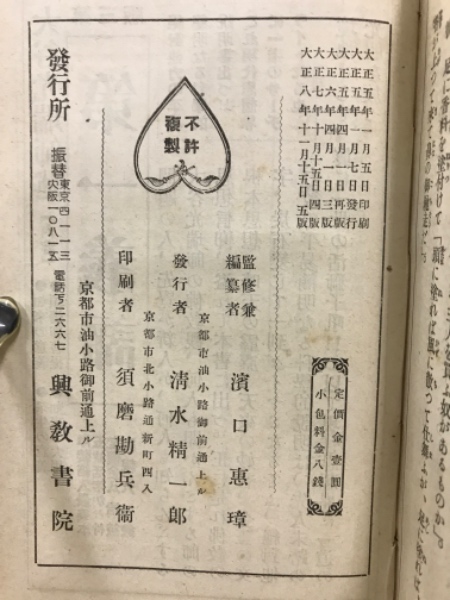 大正五年一月五日印刷
大正五年一月七日發行
大正五年四月一日再版
大正六年四月一日三版
大正七年十月十五日四版
大正八年十一月十五日五版
定價金壹圓
小包料金八錢
不許
複製
監修兼
編纂者 濱口惠璋
京都市油小路御前通上ル
發行者 淸水精一郎
京都市北小路通新町西入
印刷者 須磨勘兵衞
京都市油小路御前通上ル
發行所 興敎書院
振替 東京四一一三
大阪一〇八一五
電話下二六六七